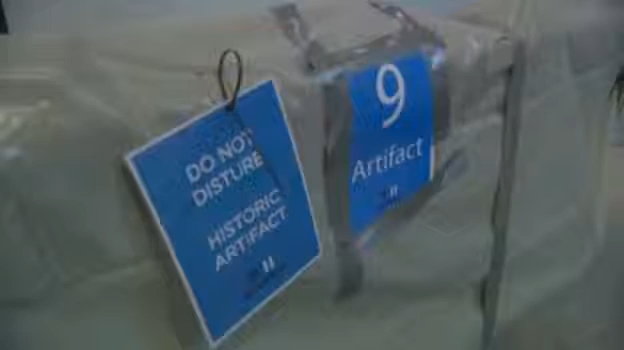 DO NOT
DISTURB
HISTORIC
ARTIFACT
9
Artifact